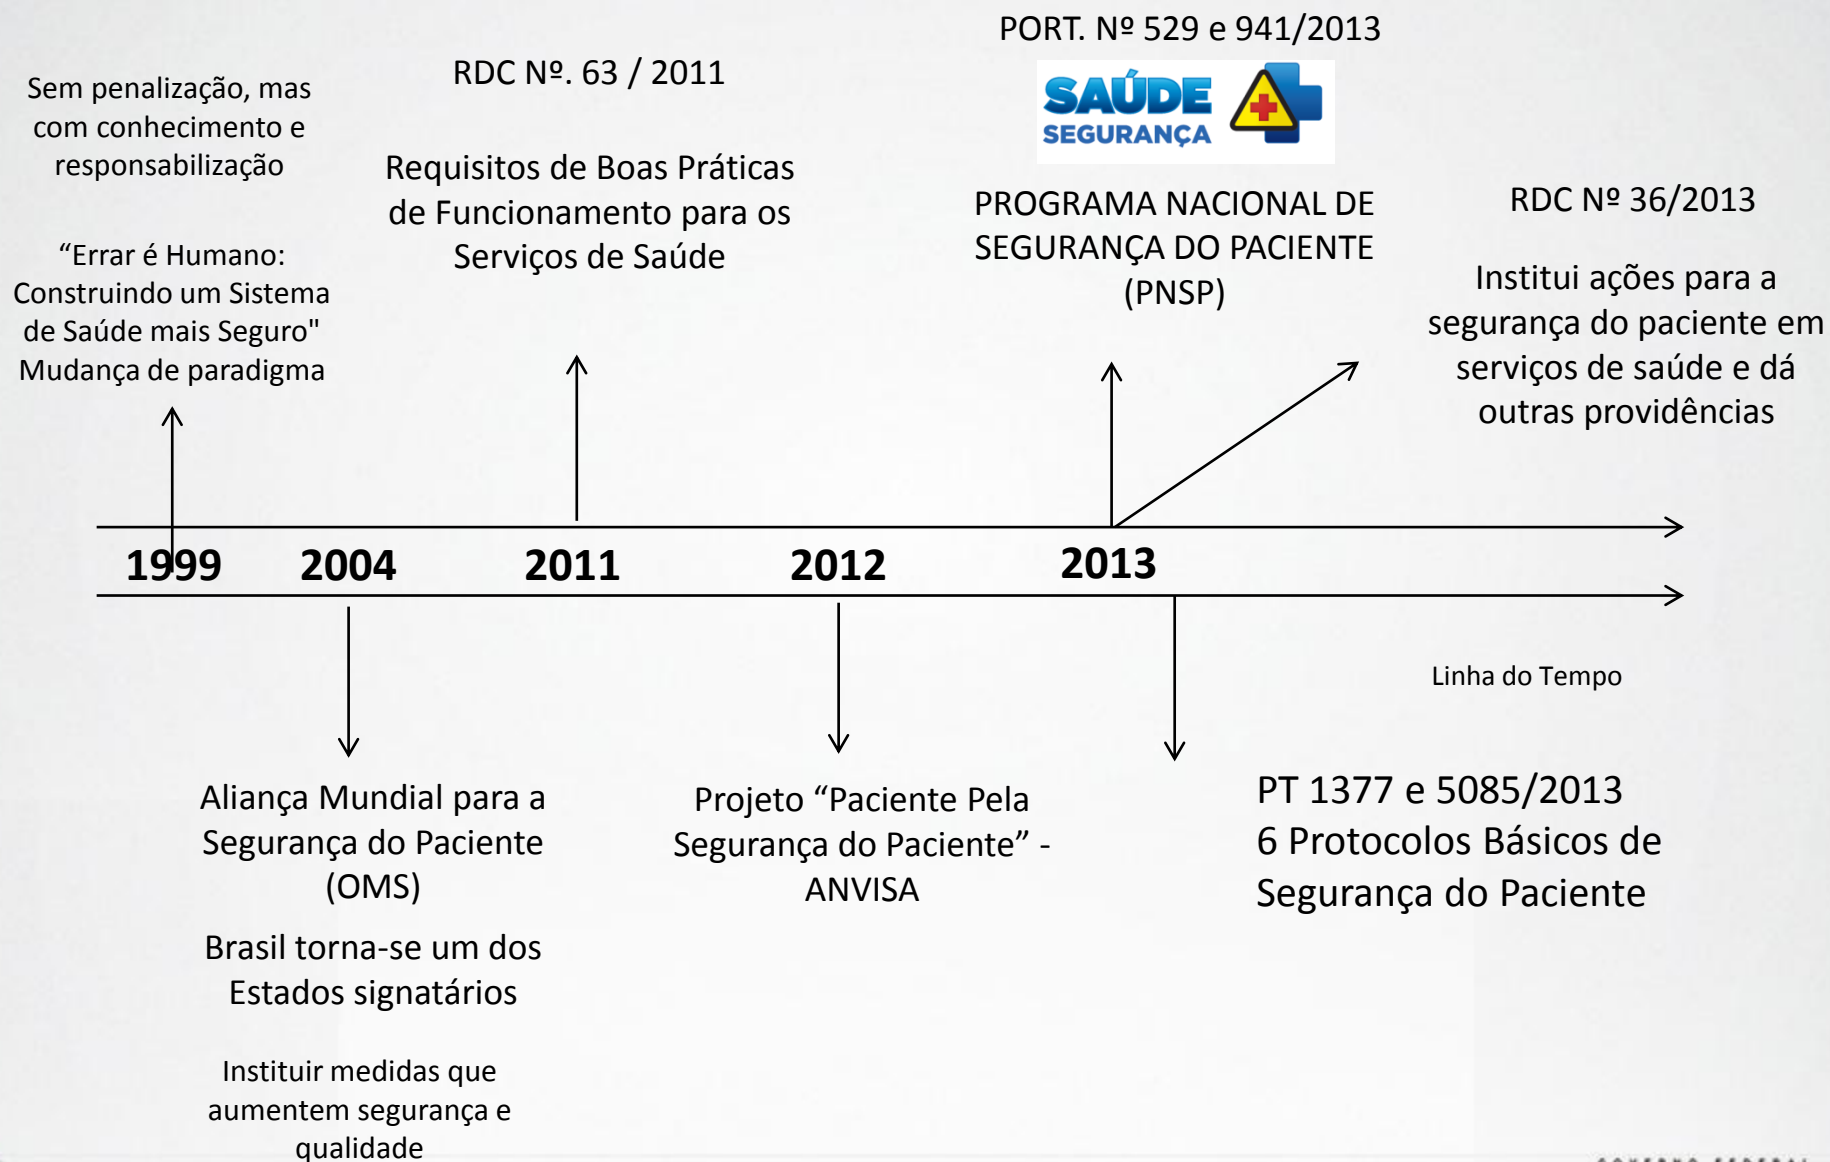 Sem penalização, mas
com conhecimento e
responsabilização
“Errar é Humano:
Construindo um Sistema
de Saúde mais Seguro"
Mudança de paradigma
RDC Nº. 63 / 2011
Requisitos de Boas Práticas
de Funcionamento para os
Serviços de Saúde
PORT. Nº 529 e 941/2013
SAÚDE
SEGURANÇA
PROGRAMA NACIONAL DE
SEGURANÇA DO PACIENTE
(PNSP)
RDC Nº 36/2013
Institui ações para a
segurança do paciente em
serviços de saúde e dá
outras providências
1999 2004 2011 2012 2013
Linha do Tempo
Aliança Mundial para a
Segurança do Paciente
(OMS)
Brasil torna-se um dos
Estados signatários
Instituir medidas que
aumentem segurança e
qualidade
Projeto “Paciente Pela
Segurança do Paciente” -
ANVISA
PT 1377 e 5085/2013
6 Protocolos Básicos de
Segurança do Paciente
GOVERNO FEDERAL